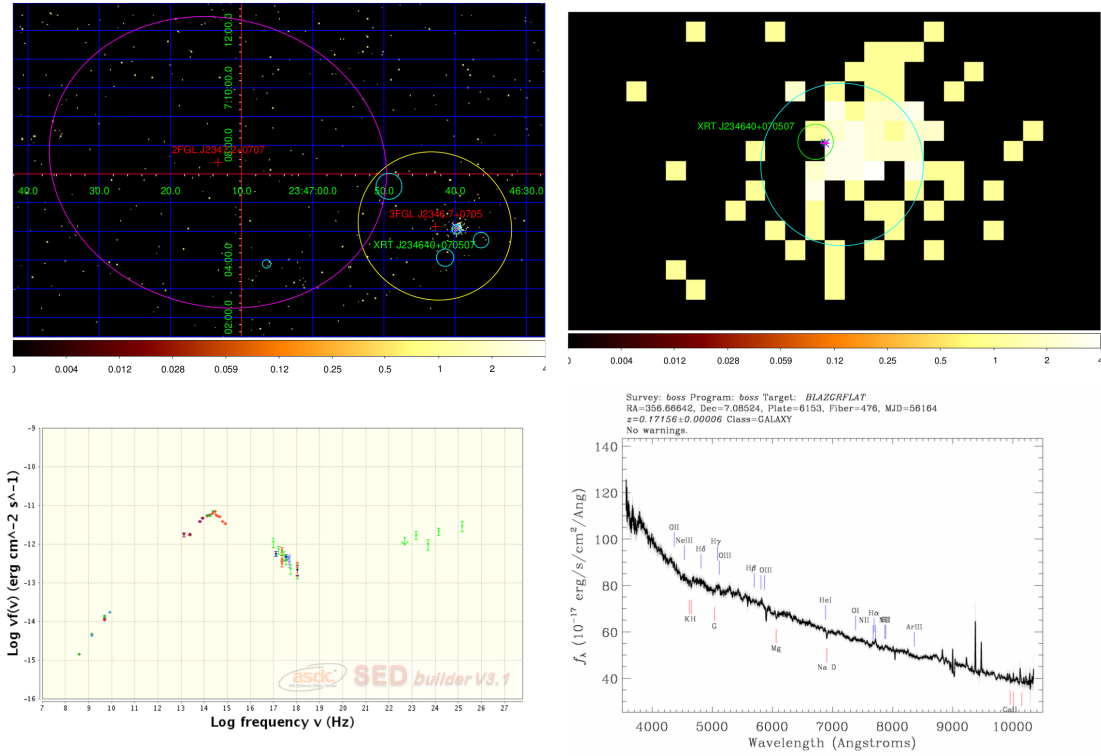 12:00.0
7:10:00.0
08:00.0
04:00.0
02:00.0
2FGL J2347.2+0707
40.0 30.0 20.0 10.0 23:47:00.0 50.0 40.0 46:30.0
3FGL J2346.7+0705
XRT J234640+070507
0.004 0.012 0.028 0.059 0.12 0.25 0.5 1 2 4
XRT J234640+070507
0.004 0.012 0.028 0.059 0.12 0.25 0.5 1 2 4
Log νf(ν) (erg cm^-2 s^-1)
-9
-10
-11
-12
-13
-14
-15
-16
7 8 9 10 11 12 13 14 15 16 17 18 19 20 21 22 23 24 25 26 27
Log frequency ν (Hz)
asdc
SED builder V3.1
Survey: boss Program: boss Target: BLAZGRFLAT
RA=356.66642, Dec=7.08524, Plate=6153, Fiber=476, MJD=56164
z=0.17156±0.00006 Class=GALAXY
No warnings.
f_λ (10^-17 erg/s/cm^2/Ang)
140
120
100
80
60
40
OII
NeIII
Hδ
Hγ
OIII
Hβ
OIII
HeI
OI
NII
Hα
ArIII
K H
G
Mg
Na D
CaII
4000 5000 6000 7000 8000 9000 10000
Wavelength (Angstroms)